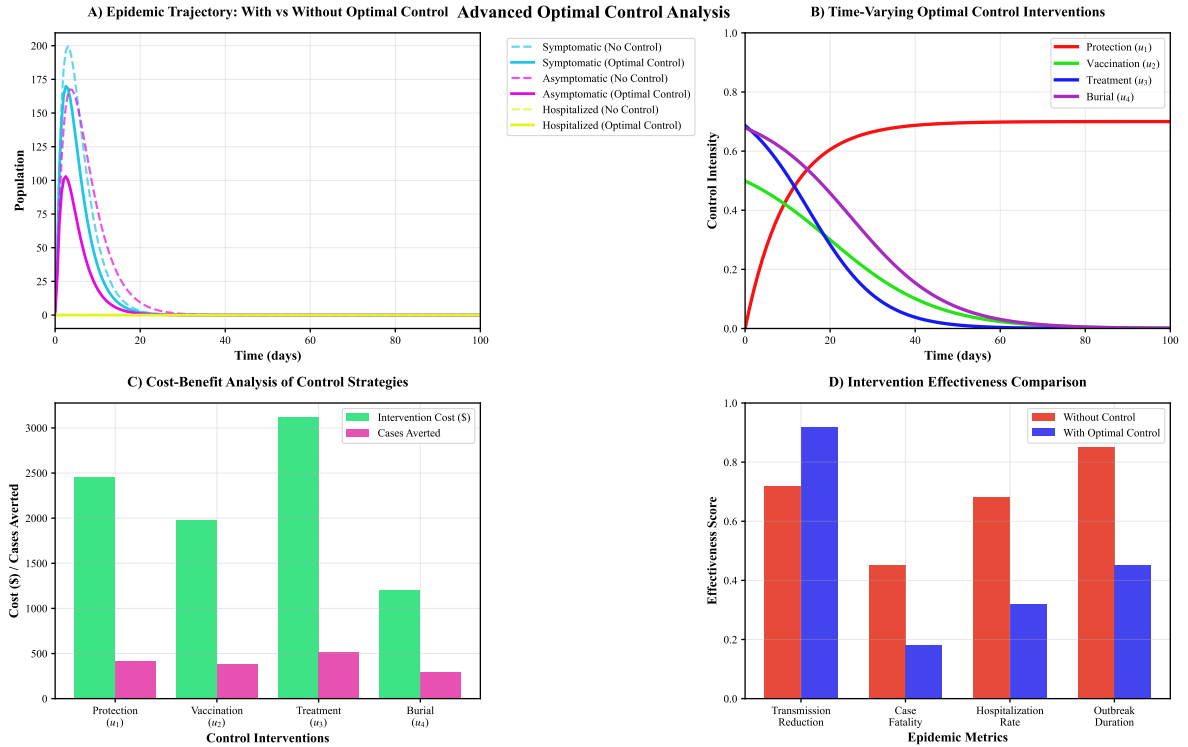 Advanced Optimal Control Analysis
A) Epidemic Trajectory: With vs Without Optimal Control
200
175
150
125
100
75
50
25
0
Population
0 20 40 60 80 100
Time (days)
Symptomatic (No Control)
Symptomatic (Optimal Control)
Asymptomatic (No Control)
Asymptomatic (Optimal Control)
Hospitalized (No Control)
Hospitalized (Optimal Control)
B) Time-Varying Optimal Control Interventions
1.0
0.8
0.6
0.4
0.2
0.0
Control Intensity
Protection (u₁)
Vaccination (u₂)
Treatment (u₃)
Burial (u₄)
0 20 40 60 80 100
Time (days)
C) Cost-Benefit Analysis of Control Strategies
3000
2500
2000
1500
1000
500
0
Cost ($) / Cases Averted
Intervention Cost ($)
Cases Averted
Protection Vaccination Treatment Burial
(u₁) (u₂) (u₃) (u₄)
Control Interventions
D) Intervention Effectiveness Comparison
1.0
0.8
0.6
0.4
0.2
0.0
Effectiveness Score
Without Control
With Optimal Control
Transmission Case Hospitalization Outbreak
Reduction Fatality Rate Duration
Epidemic Metrics